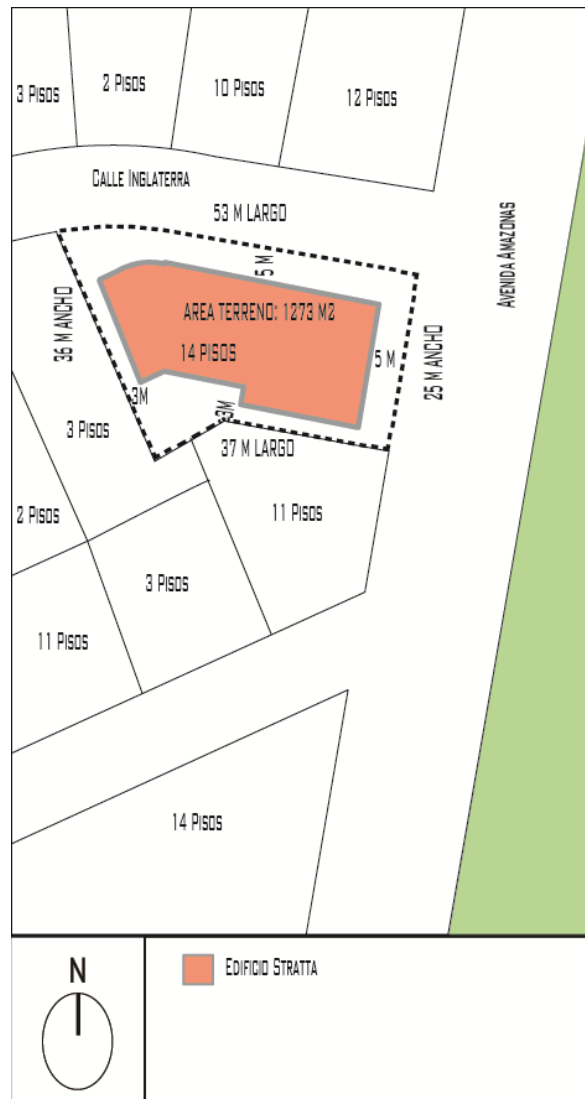 3 Pisos
2 Pisos
10 Pisos
12 Pisos
Calle Inglaterra
53 M LARGO
Avenida Amazonas
5 M
AREA TERRENO: 1273 M2
14 PISOS
36 M ANCHO
5 M
25 M ANCHO
3M
3M
3 Pisos
37 M LARGO
2 Pisos
11 Pisos
3 Pisos
11 Pisos
14 Pisos
N
Edificio Stratta